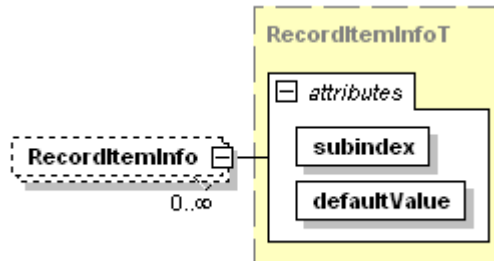 RecordItemInfoT
attributes
RecordItemInfo
subindex
defaultValue
0..∞